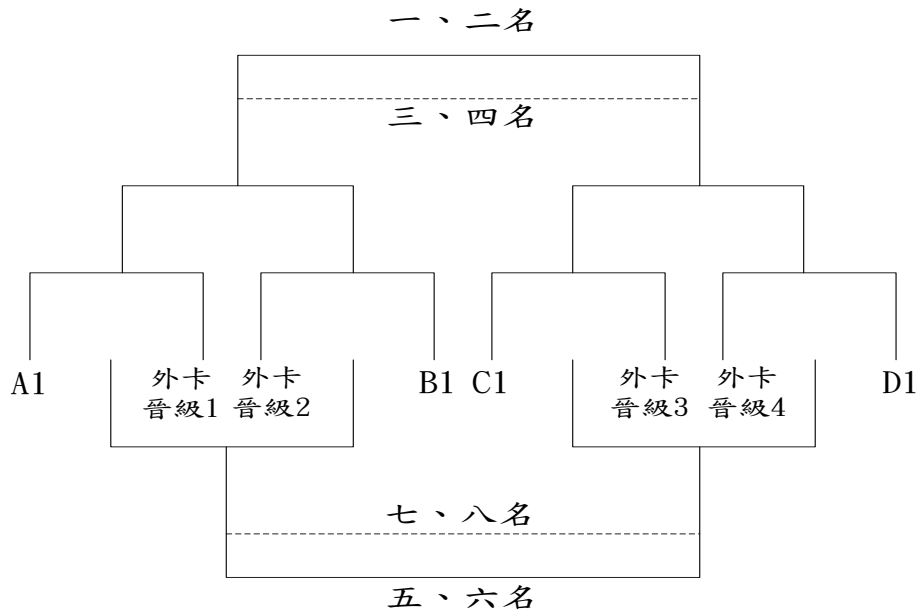 一、二名
三、四名
A1
外卡
晉級1
外卡
晉級2
B1
C1
外卡
晉級3
外卡
晉級4
D1
七、八名
五、六名